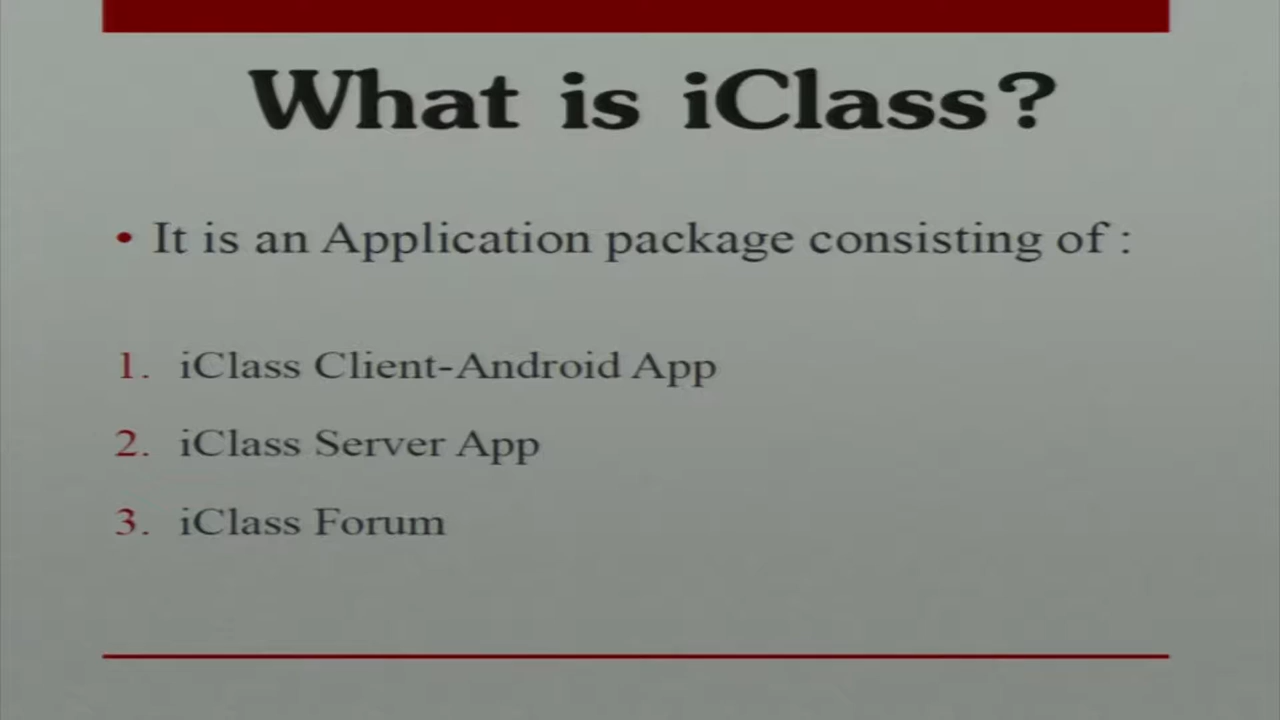 What is iClass?
• It is an Application package consisting of :
1. iClass Client-Android App
2. iClass Server App
3. iClass Forum